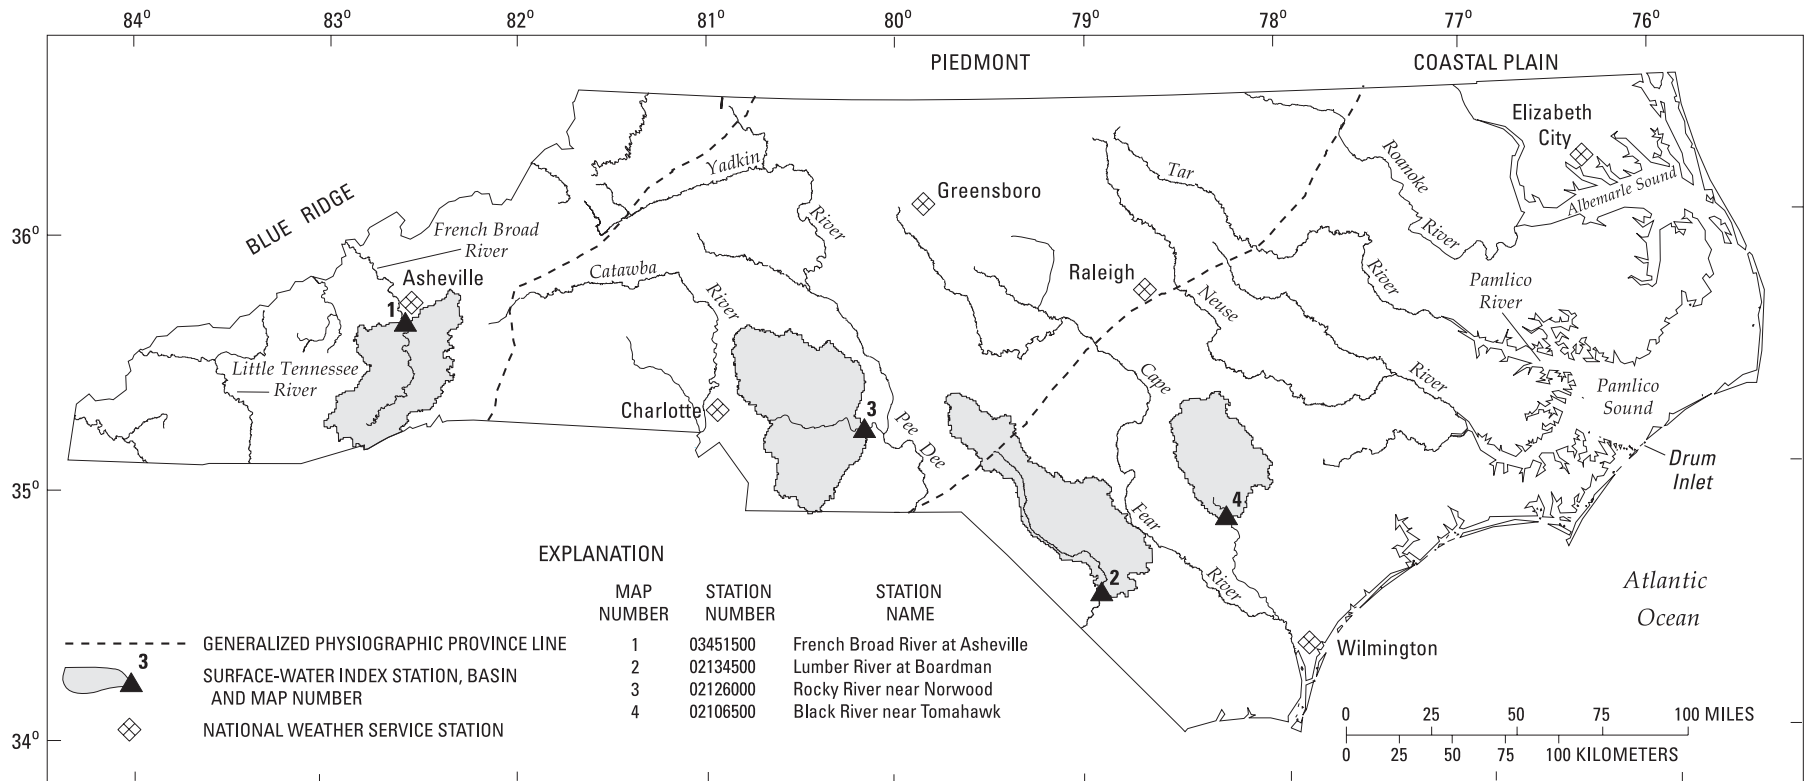 84° 83° 82° 81° 80° 79° 78° 77° 76°
PIEDMONT
COASTAL PLAIN
BLUE RIDGE
36°
35°
34°
Elizabeth
City
Albemarle Sound
Roanoke
River
Tar
River
Greensboro
Yadkin
River
French Broad
River
Asheville
1
Catawba
River
Raleigh
Neuse
River
Pamlico
River
Pamlico
Sound
Little Tennessee
River
Charlotte
3
Pee Dee
Cape
Fear
River
4
2
Drum
Inlet
Wilmington
Atlantic
Ocean
EXPLANATION
GENERALIZED PHYSIOGRAPHIC PROVINCE LINE
3
SURFACE-WATER INDEX STATION, BASIN
AND MAP NUMBER
NATIONAL WEATHER SERVICE STATION
MAP STATION STATION
NUMBER NUMBER NAME
1 03451500 French Broad River at Asheville
2 02134500 Lumber River at Boardman
3 02126000 Rocky River near Norwood
4 02106500 Black River near Tomahawk
0 25 50 75 100 MILES
0 25 50 75 100 KILOMETERS